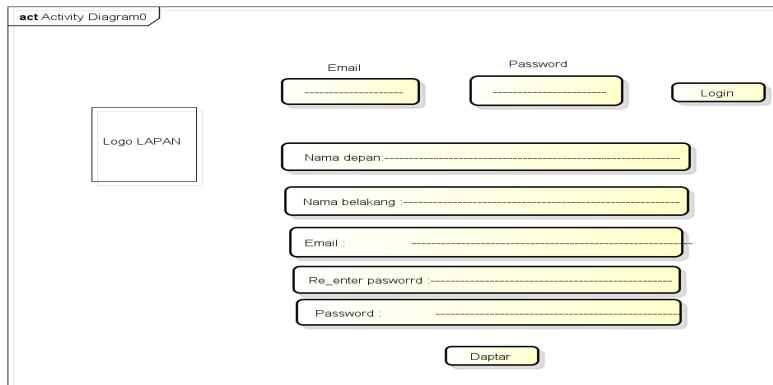 act Activity Diagram0
Email
Password
--------------------
-----------------------
Login
Logo LAPAN
Nama depan:------------------------------------------------------------
Nama belakang :--------------------------------------------------------
Email : ---------------------------------------------------------
Re_enter pasworrd :-------------------------------------------------
Password : --------------------------------------------------
Daptar